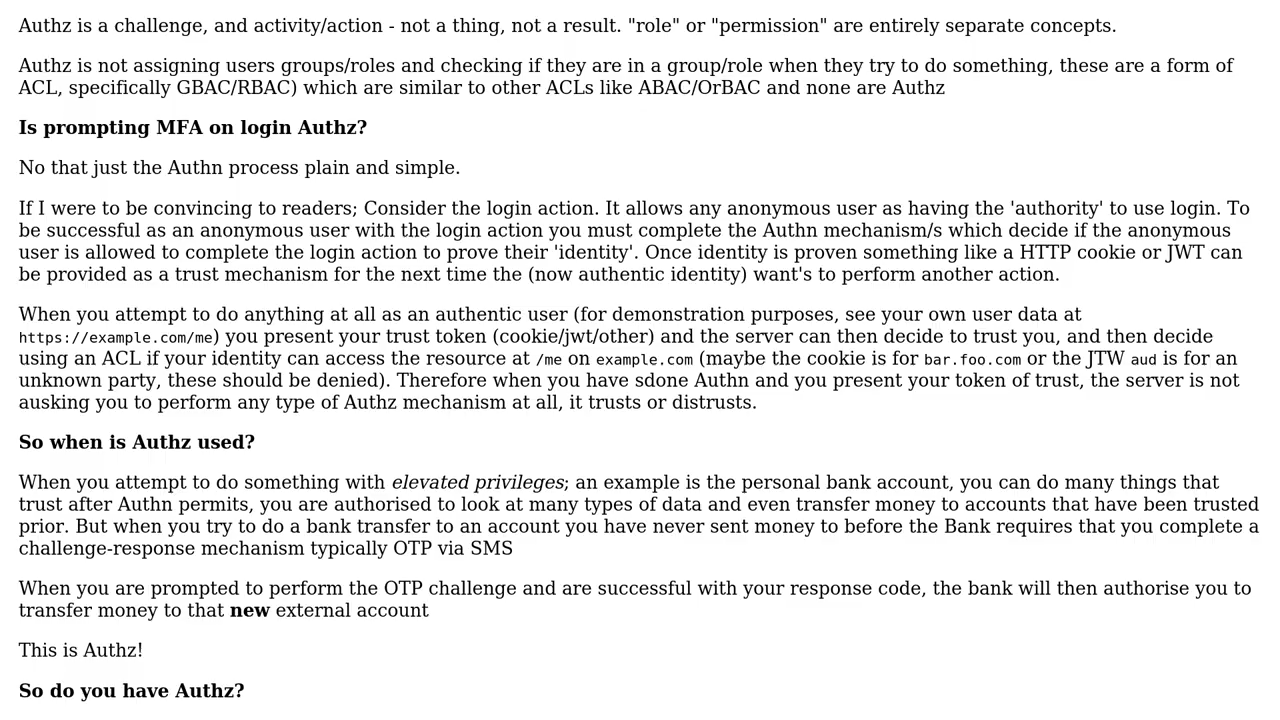 Authz is a challenge, and activity/action - not a thing, not a result. "role" or "permission" are entirely separate concepts.
Authz is not assigning users groups/roles and checking if they are in a group/role when they try to do something, these are a form of
ACL, specifically GBAC/RBAC) which are similar to other ACLs like ABAC/OrBAC and none are Authz
Is prompting MFA on login Authz?
No that just the Authn process plain and simple.
If I were to be convincing to readers; Consider the login action. It allows any anonymous user as having the 'authority' to use login. To
be successful as an anonymous user with the login action you must complete the Authn mechanism/s which decide if the anonymous
user is allowed to complete the login action to prove their 'identity'. Once identity is proven something like a HTTP cookie or JWT can
be provided as a trust mechanism for the next time the (now authentic identity) want's to perform another action.
When you attempt to do anything at all as an authentic user (for demonstration purposes, see your own user data at
https://example.com/me) you present your trust token (cookie/jwt/other) and the server can then decide to trust you, and then decide
using an ACL if your identity can access the resource at /me on example.com (maybe the cookie is for bar.foo.com or the JTW aud is for an
unknown party, these should be denied). Therefore when you have sdone Authn and you present your token of trust, the server is not
ausking you to perform any type of Authz mechanism at all, it trusts or distrusts.
So when is Authz used?
When you attempt to do something with elevated privileges; an example is the personal bank account, you can do many things that
trust after Authn permits, you are authorised to look at many types of data and even transfer money to accounts that have been trusted
prior. But when you try to do a bank transfer to an account you have never sent money to before the Bank requires that you complete a
challenge-response mechanism typically OTP via SMS
When you are prompted to perform the OTP challenge and are successful with your response code, the bank will then authorise you to
transfer money to that new external account
This is Authz!
So do you have Authz?